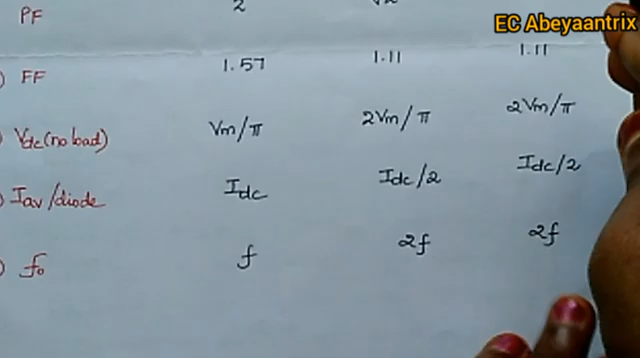 EC Abeyaantrix
PF 2
) FF 1.57 1.11 1.11
) Vdc (no load) Vm/π 2Vm/π 2Vm/π
) Iav/diode Idc Idc/2 Idc/2
) fo f 2f 2f